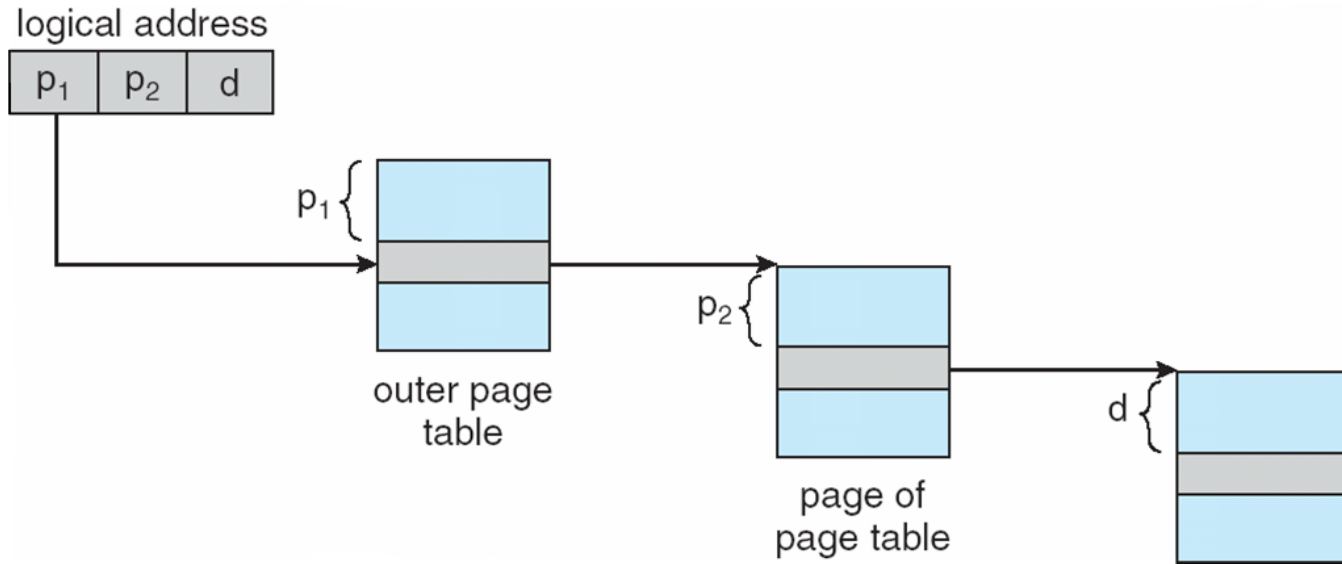 logical address
p₁ p₂ d
p₁
outer page
table
p₂
page of
page table
d